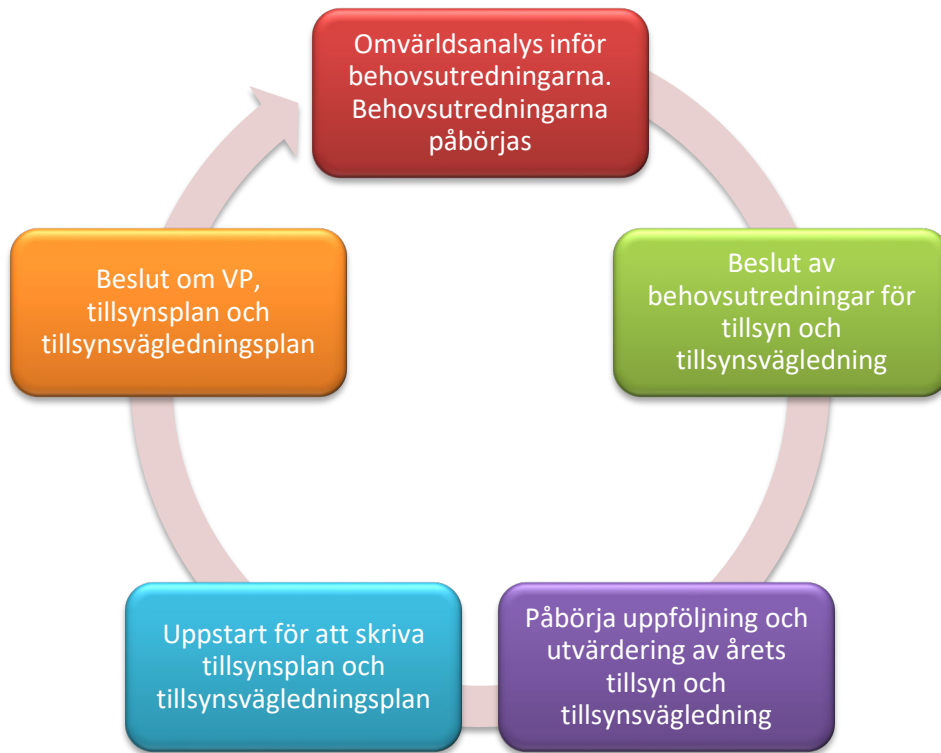 Omvärldsanalys inför
behovsutredningarna.
Behovsutredningarna
påbörjas
Beslut av
behovsutredningar för
tillsyn och
tillsynsvägledning
Påbörja uppföljning och
utvärdering av årets
tillsyn och
tillsynsvägledning
Uppstart för att skriva
tillsynsplan och
tillsynsvägledningsplan
Beslut om VP,
tillsynsplan och
tillsynsvägledningsplan